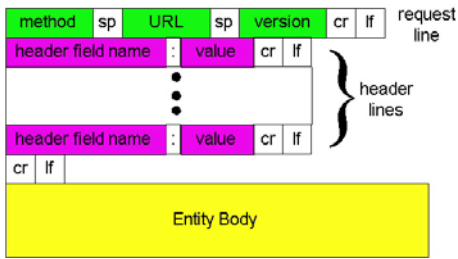 method sp URL sp version cr lf request line
header field name : value cr lf
header lines
header field name : value cr lf
cr lf
Entity Body